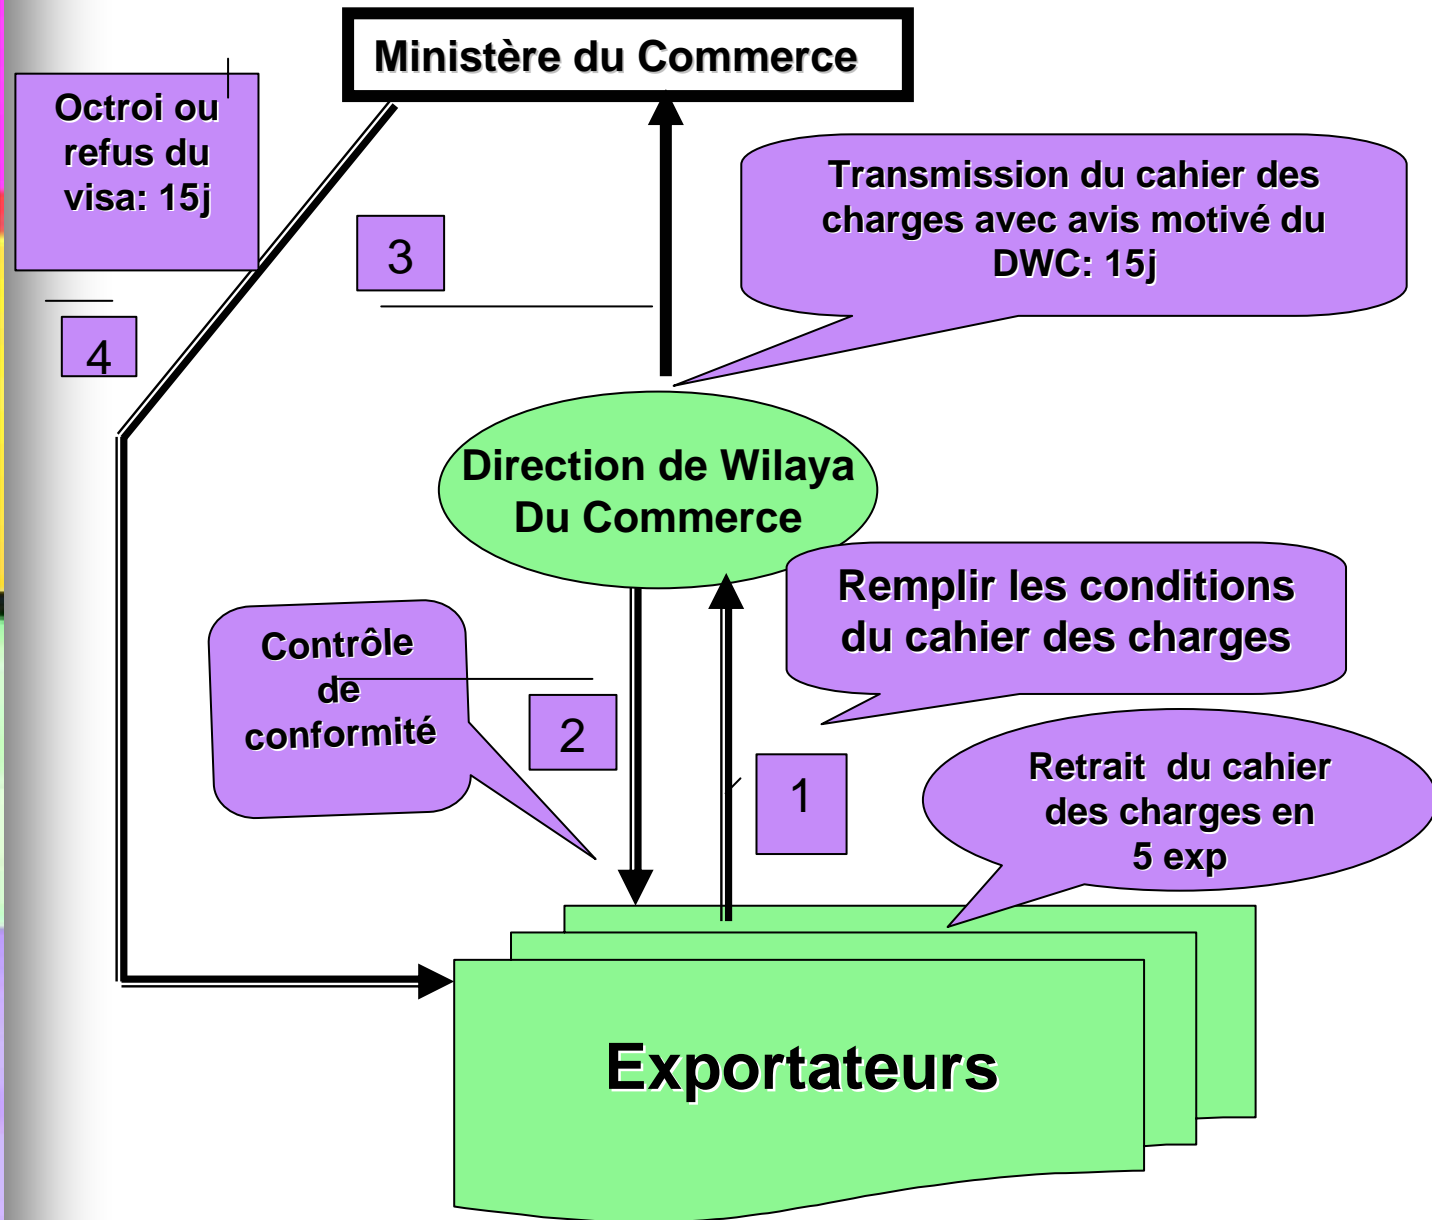 Ministère du Commerce
Octroi ou
refus du
visa: 15j
Transmission du cahier des
charges avec avis motivé du
DWC: 15j
3
4
Direction de Wilaya
Du Commerce
Remplir les conditions
du cahier des charges
Contrôle
de
conformité
2
1
Retrait du cahier
des charges en
5 exp
Exportateurs